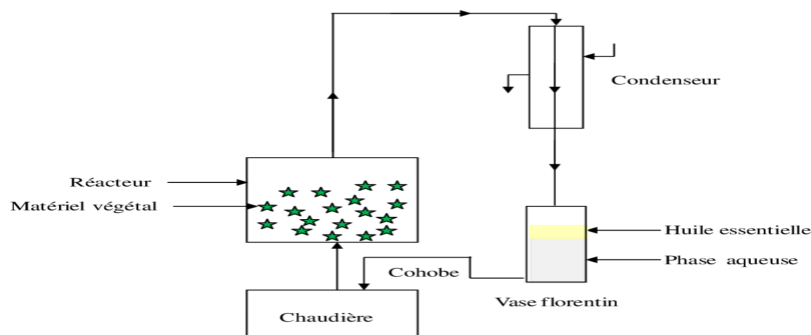 Condenseur
Réacteur
Matériel végétal
Huile essentielle
Phase aqueuse
Cohobe
Vase florentin
Chaudière